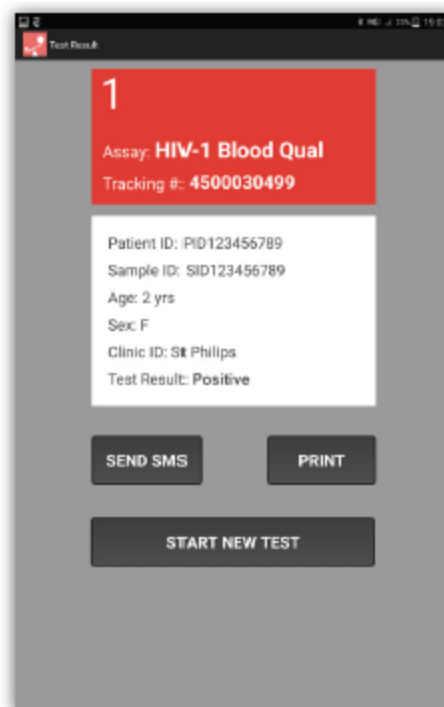 Test Result
1
Assay: HIV-1 Blood Qual
Tracking #: 4500030499
Patient ID: PID123456789
Sample ID: SID123456789
Age: 2 yrs
Sex: F
Clinic ID: St Philips
Test Result: Positive
SEND SMS
PRINT
START NEW TEST